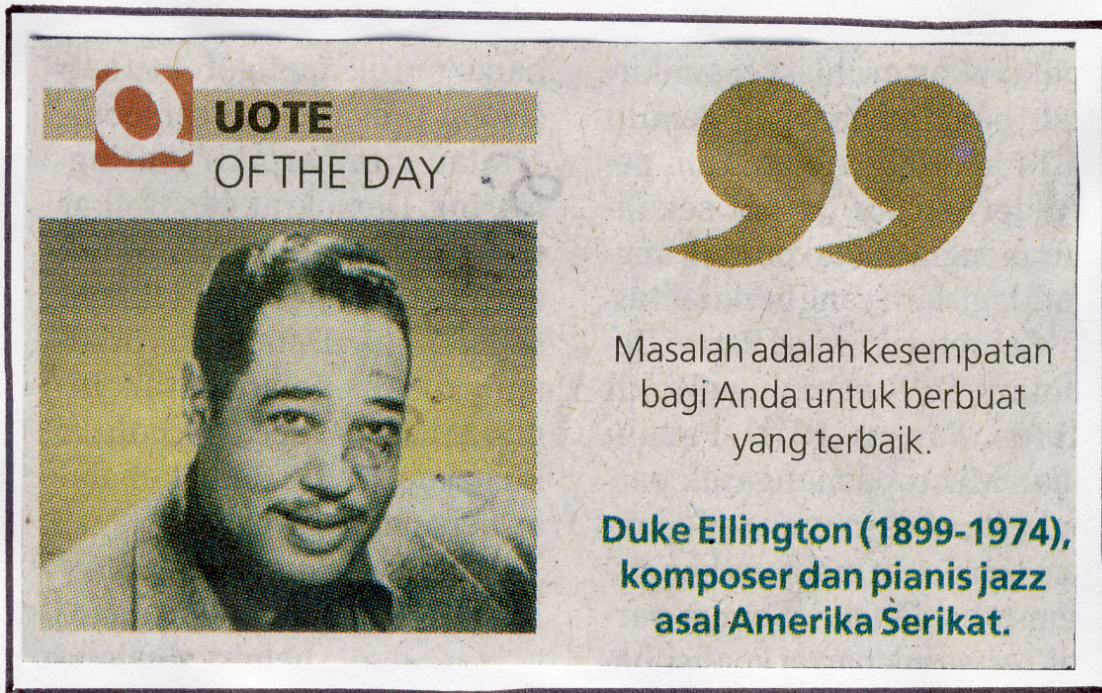 QUOTE
OF THE DAY
Masalah adalah kesempatan
bagi Anda untuk berbuat
yang terbaik.
Duke Ellington (1899-1974),
komposer dan pianis jazz
asal Amerika Serikat.